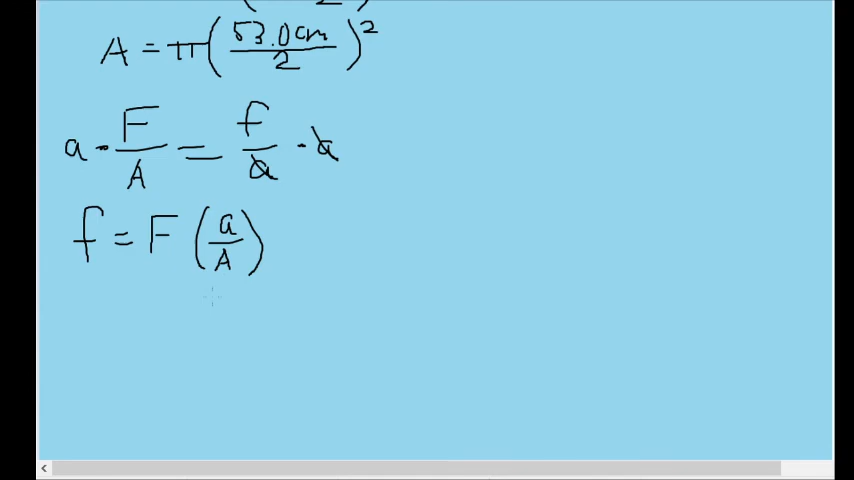 A = π(53.0cm/2)²
a · F/A = f/a · a
f = F(a/A)